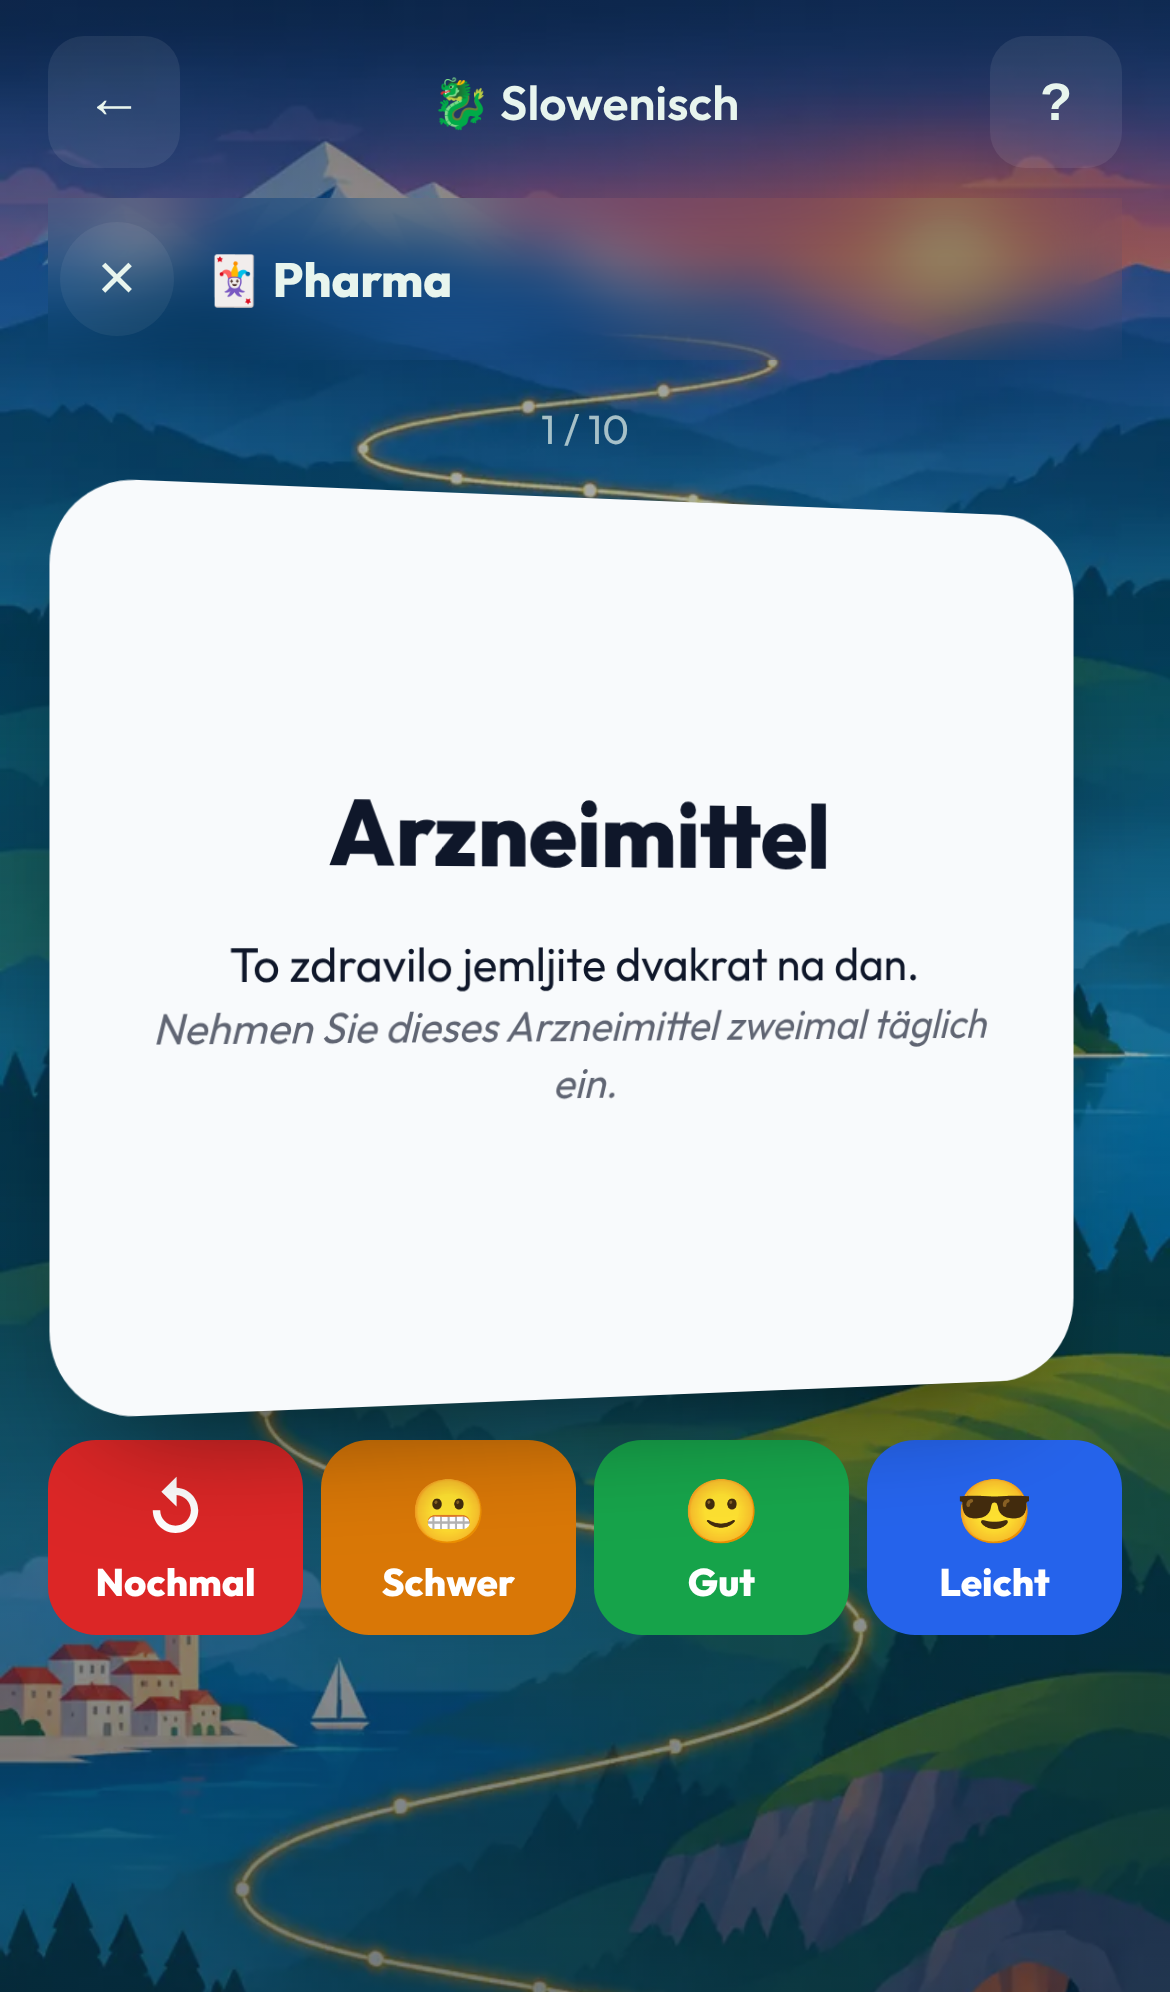 ←
🐉 Slowenisch
?
✕
🃏 Pharma
1 / 10
Arzneimittel
To zdravilo jemljite dvakrat na dan.
Nehmen Sie dieses Arzneimittel zweimal täglich
ein.
Nochmal
Schwer
Gut
Leicht